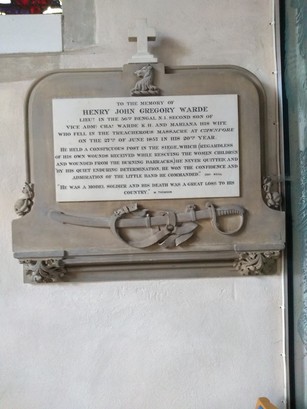 TO THE MEMORY OF
HENRY JOHN GREGORY WARDE
LIEUT 56TH BENGAL N.I. SECOND SON OF
VICE ADML CHAS WARDE K.H. AND MARIANA HIS WIFE
WHO FELL IN THE TREACHEROUS MASSACRE AT CAWNPORE
ON THE 27TH OF JUNE 1857 IN HIS 20TH YEAR
"HE HELD A CHOSEN POST IN THE SIEGE, WHICH (REGARDLESS
OF HIS OWN WOUNDS RECEIVED WHILE RESCUING THE WOMEN CHILDREN
AND WOUNDED FROM THE BURNING BARRACKS) HE NEVER QUITTED AND
BY HIS QUIET ENDURING DETERMINATION HE WON THE CONFIDENCE AND
ADMIRATION OF THE LITTLE BAND HE COMMANDED."
"HE WAS A MODEL SOLDIER AND HIS DEATH WAS A GREAT LOSS TO HIS
COUNTRY."